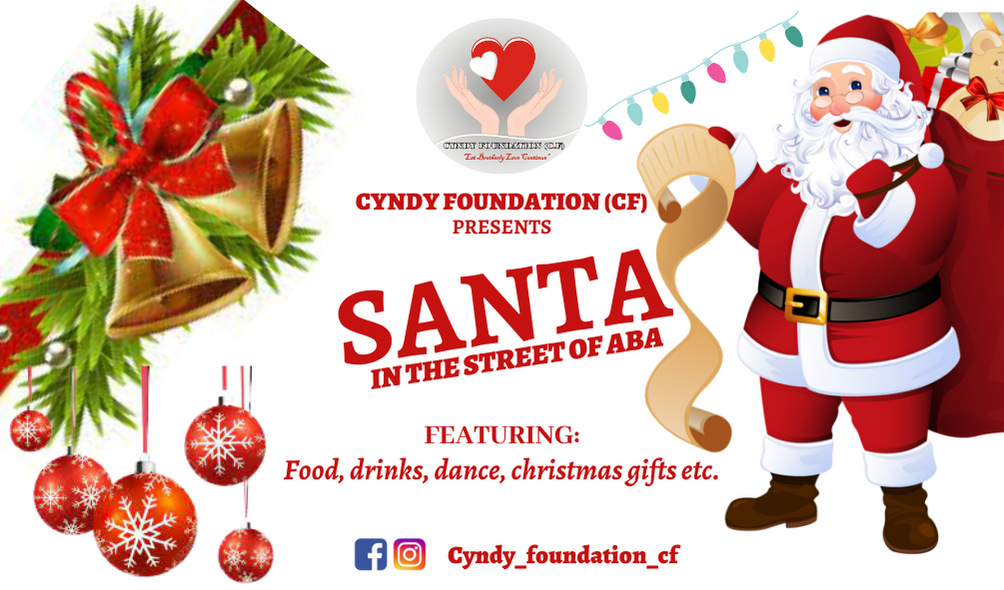 CYNDY FOUNDATION (C.F)
"Let Brotherly Love Continue"
CYNDY FOUNDATION (CF)
PRESENTS
SANTA
IN THE STREET OF ABA
FEATURING:
Food, drinks, dance, christmas gifts etc.
Cyndy_foundation_cf